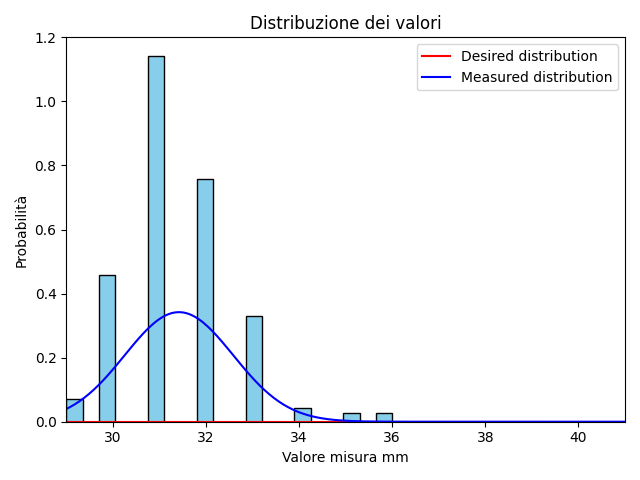 Distribuzione dei valori
Desired distribution
Measured distribution
1.2
1.0
0.8
0.6
0.4
0.2
0.0
Probabilità
30 32 34 36 38 40
Valore misura mm